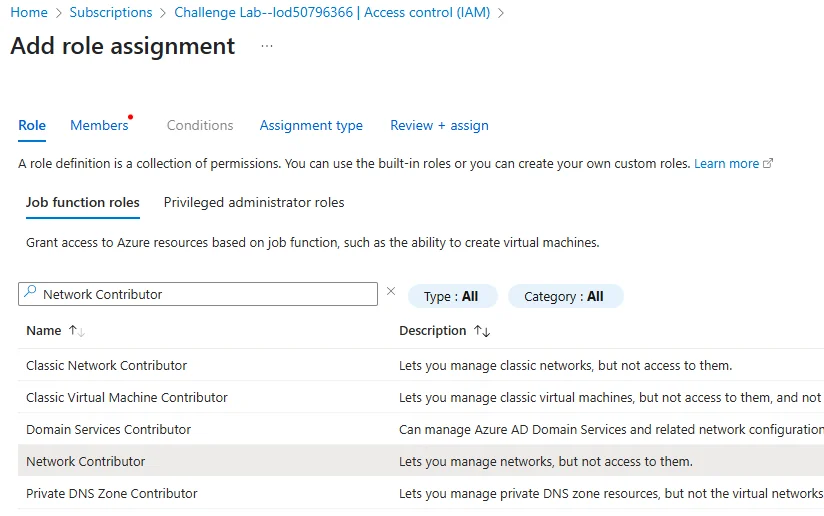 Home > Subscriptions > Challenge Lab--lod50796366 | Access control (IAM) >
Add role assignment ...
Role Members Conditions Assignment type Review + assign
A role definition is a collection of permissions. You can use the built-in roles or you can create your own custom roles. Learn more
Job function roles Privileged administrator roles
Grant access to Azure resources based on job function, such as the ability to create virtual machines.
Network Contributor × Type : All Category : All
Name ↑↓ Description ↑↓
Classic Network Contributor Lets you manage classic networks, but not access to them.
Classic Virtual Machine Contributor Lets you manage classic virtual machines, but not access to them, and not
Domain Services Contributor Can manage Azure AD Domain Services and related network configuration
Network Contributor Lets you manage networks, but not access to them.
Private DNS Zone Contributor Lets you manage private DNS zone resources, but not the virtual networks